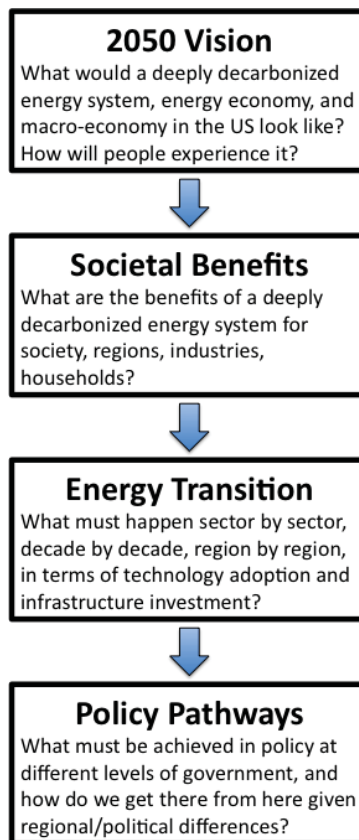 2050 Vision
What would a deeply decarbonized
energy system, energy economy, and
macro-economy in the US look like?
How will people experience it?
Societal Benefits
What are the benefits of a deeply
decarbonized energy system for
society, regions, industries,
households?
Energy Transition
What must happen sector by sector,
decade by decade, region by region,
in terms of technology adoption and
infrastructure investment?
Policy Pathways
What must be achieved in policy at
different levels of government, and
how do we get there from here given
regional/political differences?